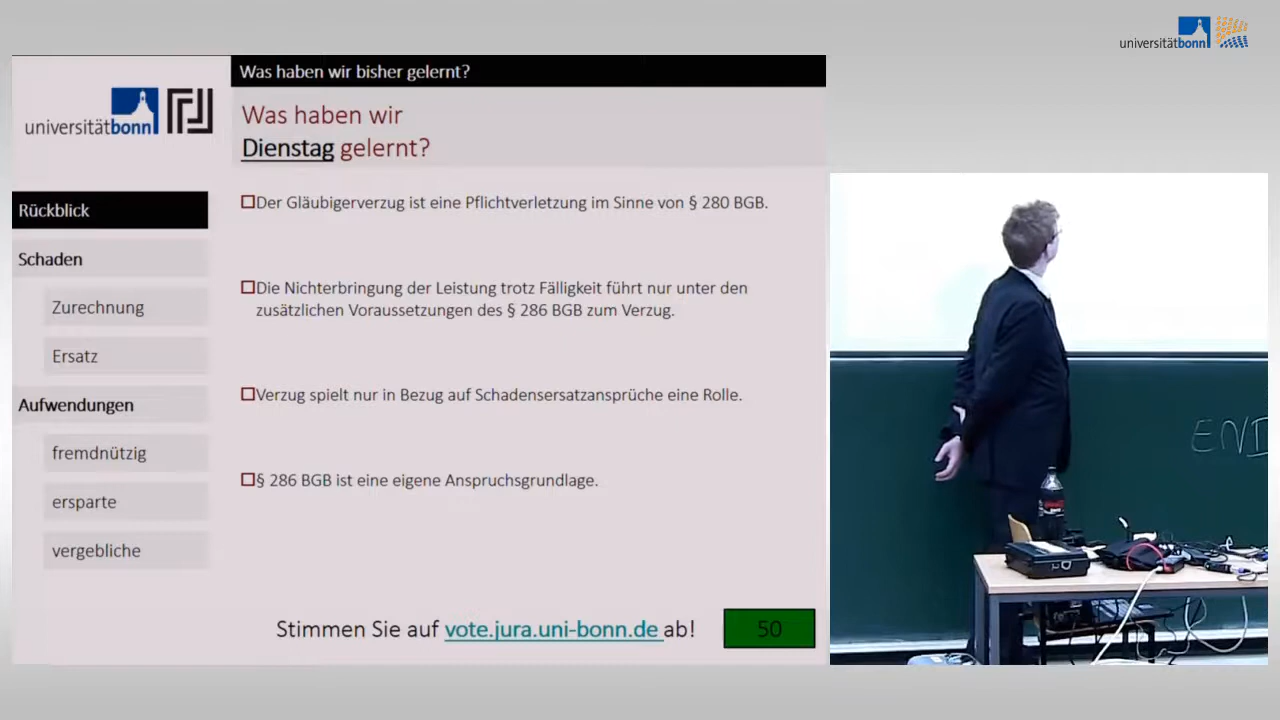 universitätbonn
Was haben wir bisher gelernt?
universitätbonn
Was haben wir
Dienstag gelernt?
Rückblick
Schaden
Zurechnung
Ersatz
Aufwendungen
fremdnützig
ersparte
vergebliche
□Der Gläubigerverzug ist eine Pflichtverletzung im Sinne von § 280 BGB.
□Die Nichterbringung der Leistung trotz Fälligkeit führt nur unter den
zusätzlichen Voraussetzungen des § 286 BGB zum Verzug.
□Verzug spielt nur in Bezug auf Schadensersatzansprüche eine Rolle.
□§ 286 BGB ist eine eigene Anspruchsgrundlage.
Stimmen Sie auf vote.jura.uni-bonn.de ab!
50
END